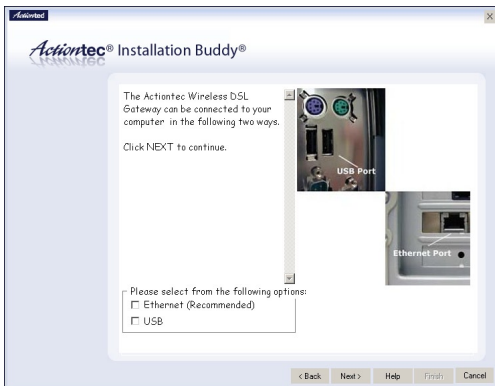 Actiontec
Actiontec® Installation Buddy®
The Actiontec Wireless DSL
Gateway can be connected to your
computer in the following two ways.
Click NEXT to continue.
USB Port
Ethernet Port
Please select from the following options:
Ethernet (Recommended)
USB
< Back Next > Help Finish Cancel